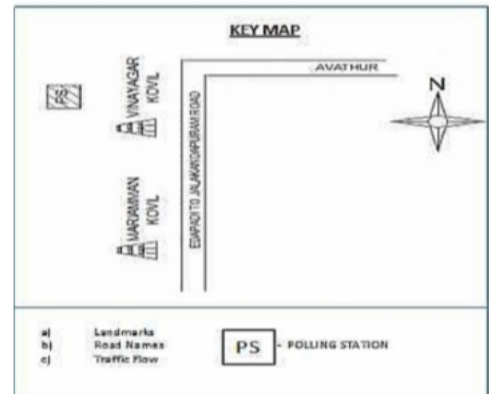 KEY MAP
AVATHUR
N
PS
VINAYAGAR
KOVIL
EDAPADI TO JALAKANDAPURAM ROAD
MARIAMMAN
KOVIL
a) Landmarks
b) Road Names
c) Traffic Flow
PS - POLLING STATION